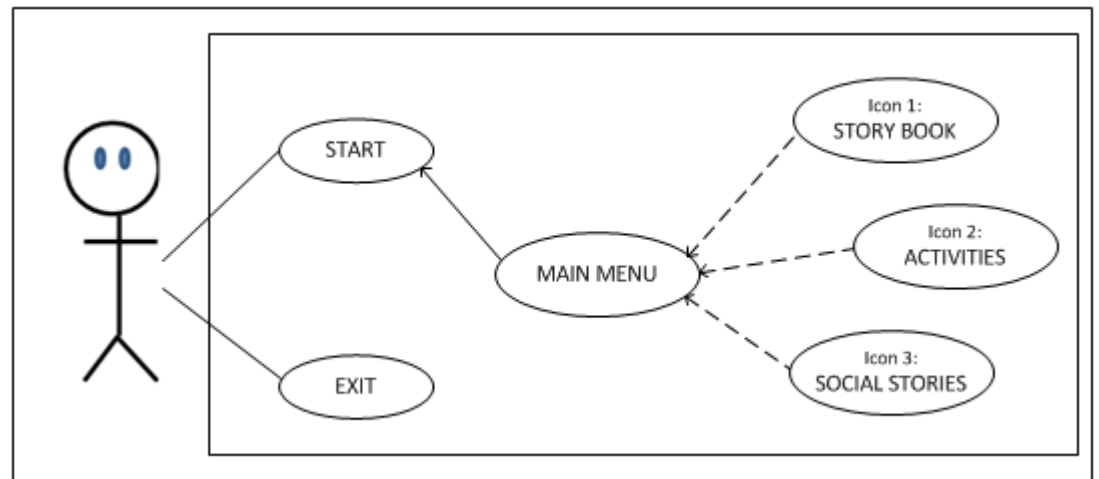 START
EXIT
MAIN MENU
Icon 1:
STORY BOOK
Icon 2:
ACTIVITIES
Icon 3:
SOCIAL STORIES